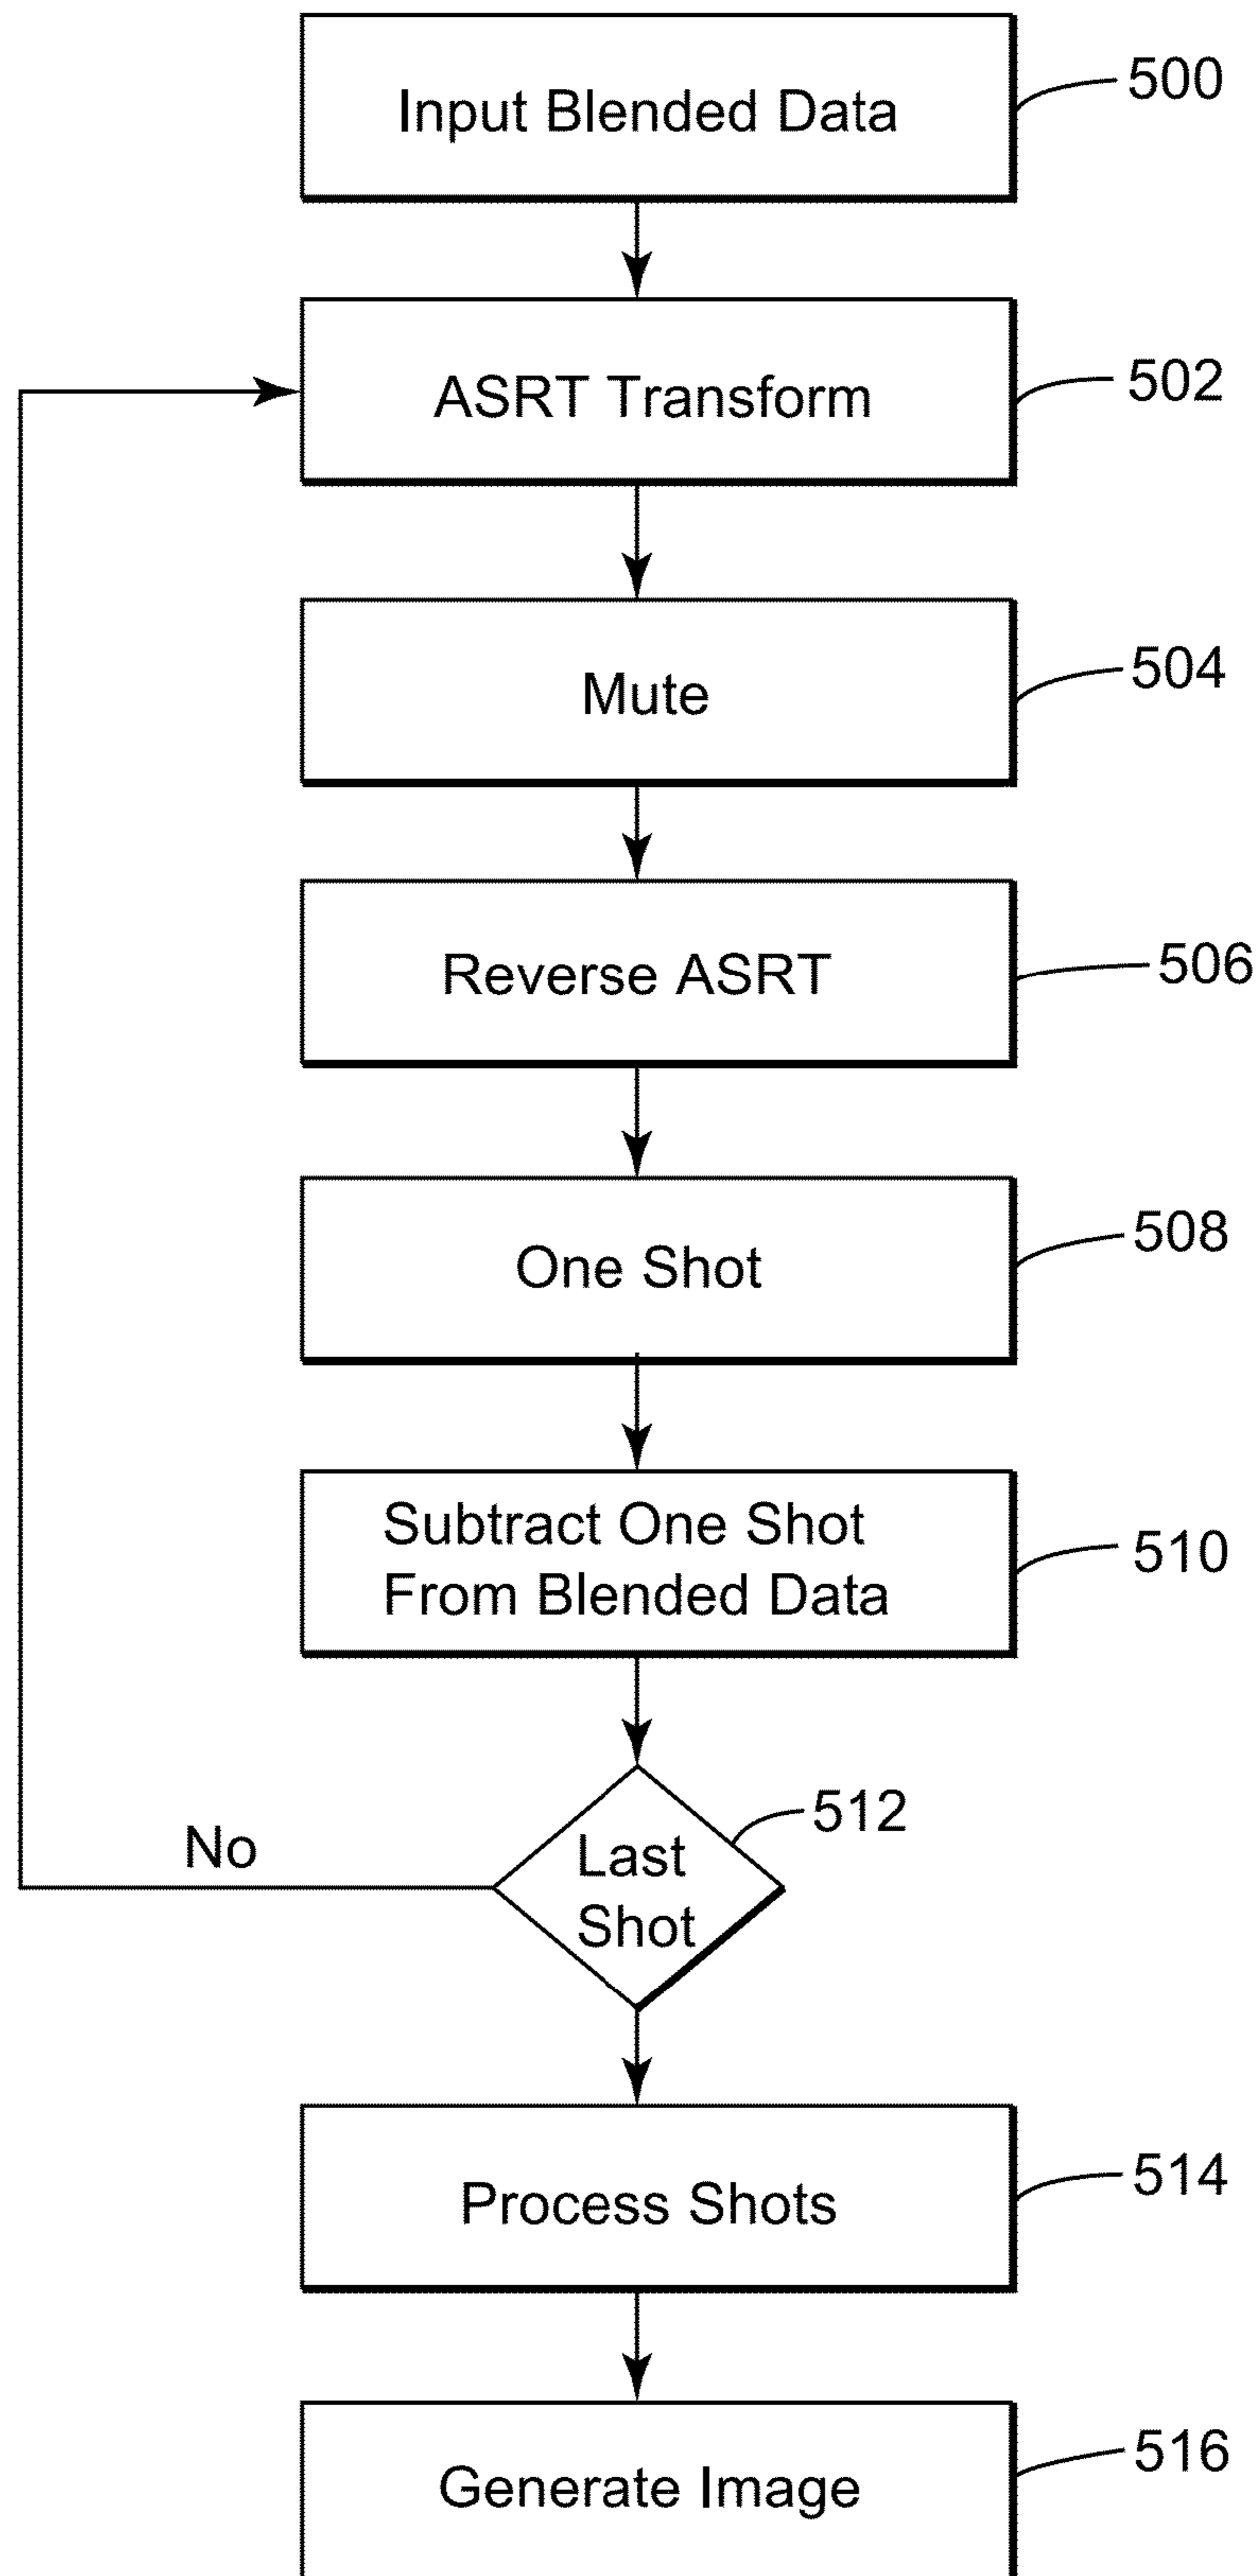 Input Blended Data
500
ASRT Transform
502
Mute
504
Reverse ASRT
506
One Shot
508
Subtract One Shot
From Blended Data
510
Last
Shot
512
No
Process Shots
514
Generate Image
516